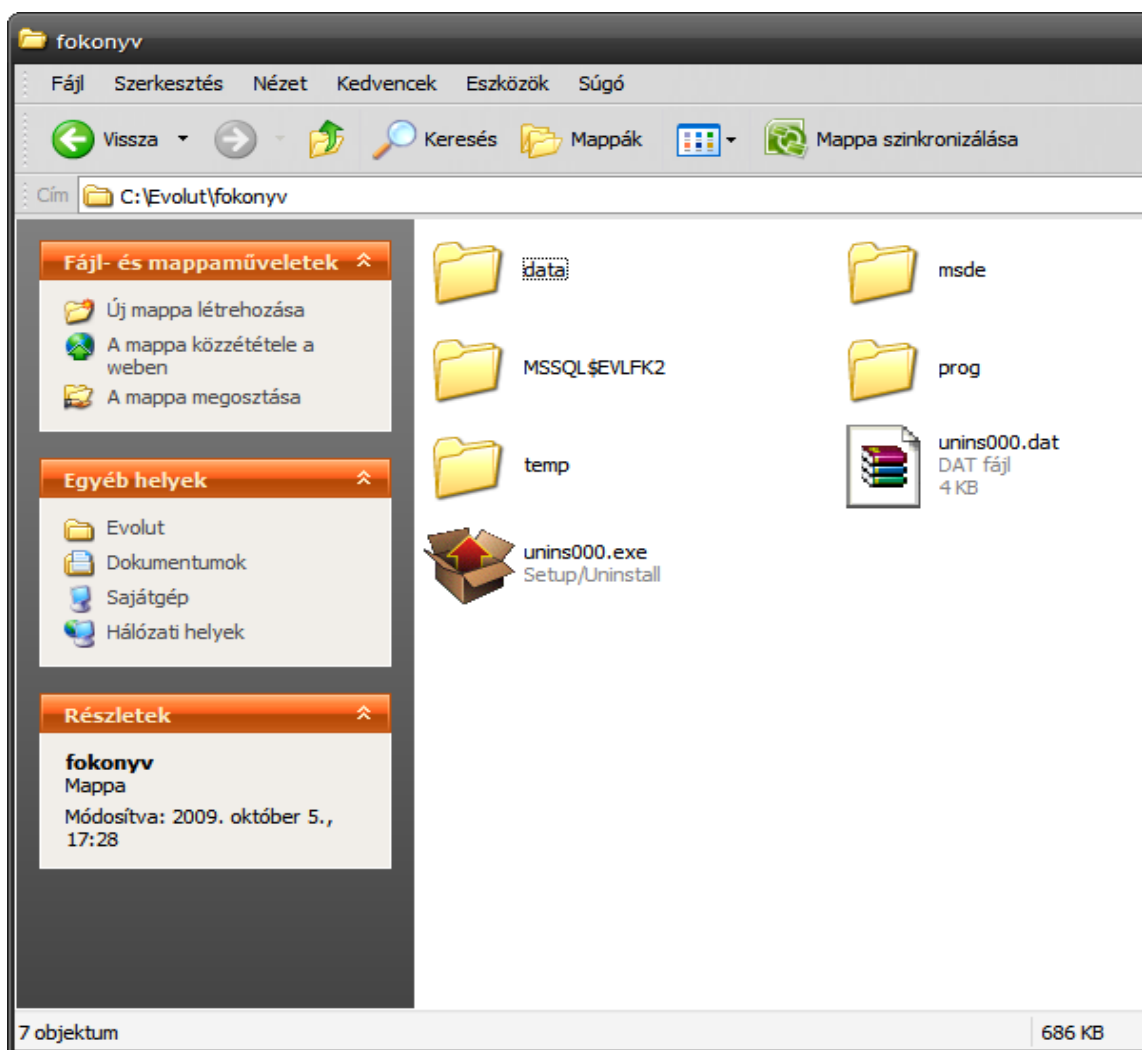 fokonyv
Fájl Szerkesztés Nézet Kedvencek Eszközök Súgó
Vissza Keresés Mappák Mappa szinkronizálása
Cím C:\Evolut\fokonyv
Fájl- és mappaműveletek
Új mappa létrehozása
A mappa közzététele a
weben
A mappa megosztása
Egyéb helyek
Evolut
Dokumentumok
Sajátgép
Hálózati helyek
Részletek
fokonyv
Mappa
Módosítva: 2009. október 5.,
17:28
data
msde
MSSQL$EVLFK2
prog
temp
unins000.dat
DAT fájl
4 KB
unins000.exe
Setup/Uninstall
7 objektum
686 KB